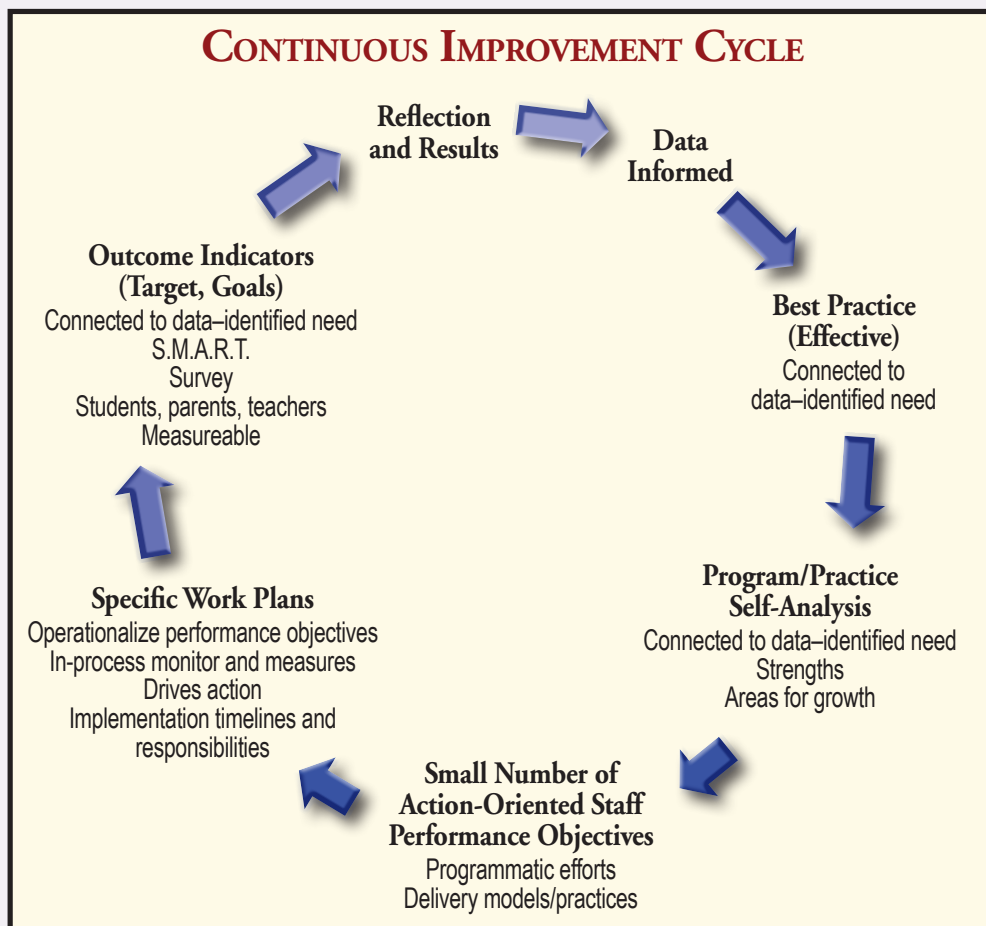 CONTINUOUS IMPROVEMENT CYCLE
Reflection
and Results
Data
Informed
Best Practice
(Effective)
Connected to
data–identified need
Program/Practice
Self-Analysis
Connected to data–identified need
Strengths
Areas for growth
Small Number of
Action-Oriented Staff
Performance Objectives
Programmatic efforts
Delivery models/practices
Specific Work Plans
Operationalize performance objectives
In-process monitor and measures
Drives action
Implementation timelines and
responsibilities
Outcome Indicators
(Target, Goals)
Connected to data–identified need
S.M.A.R.T.
Survey
Students, parents, teachers
Measureable